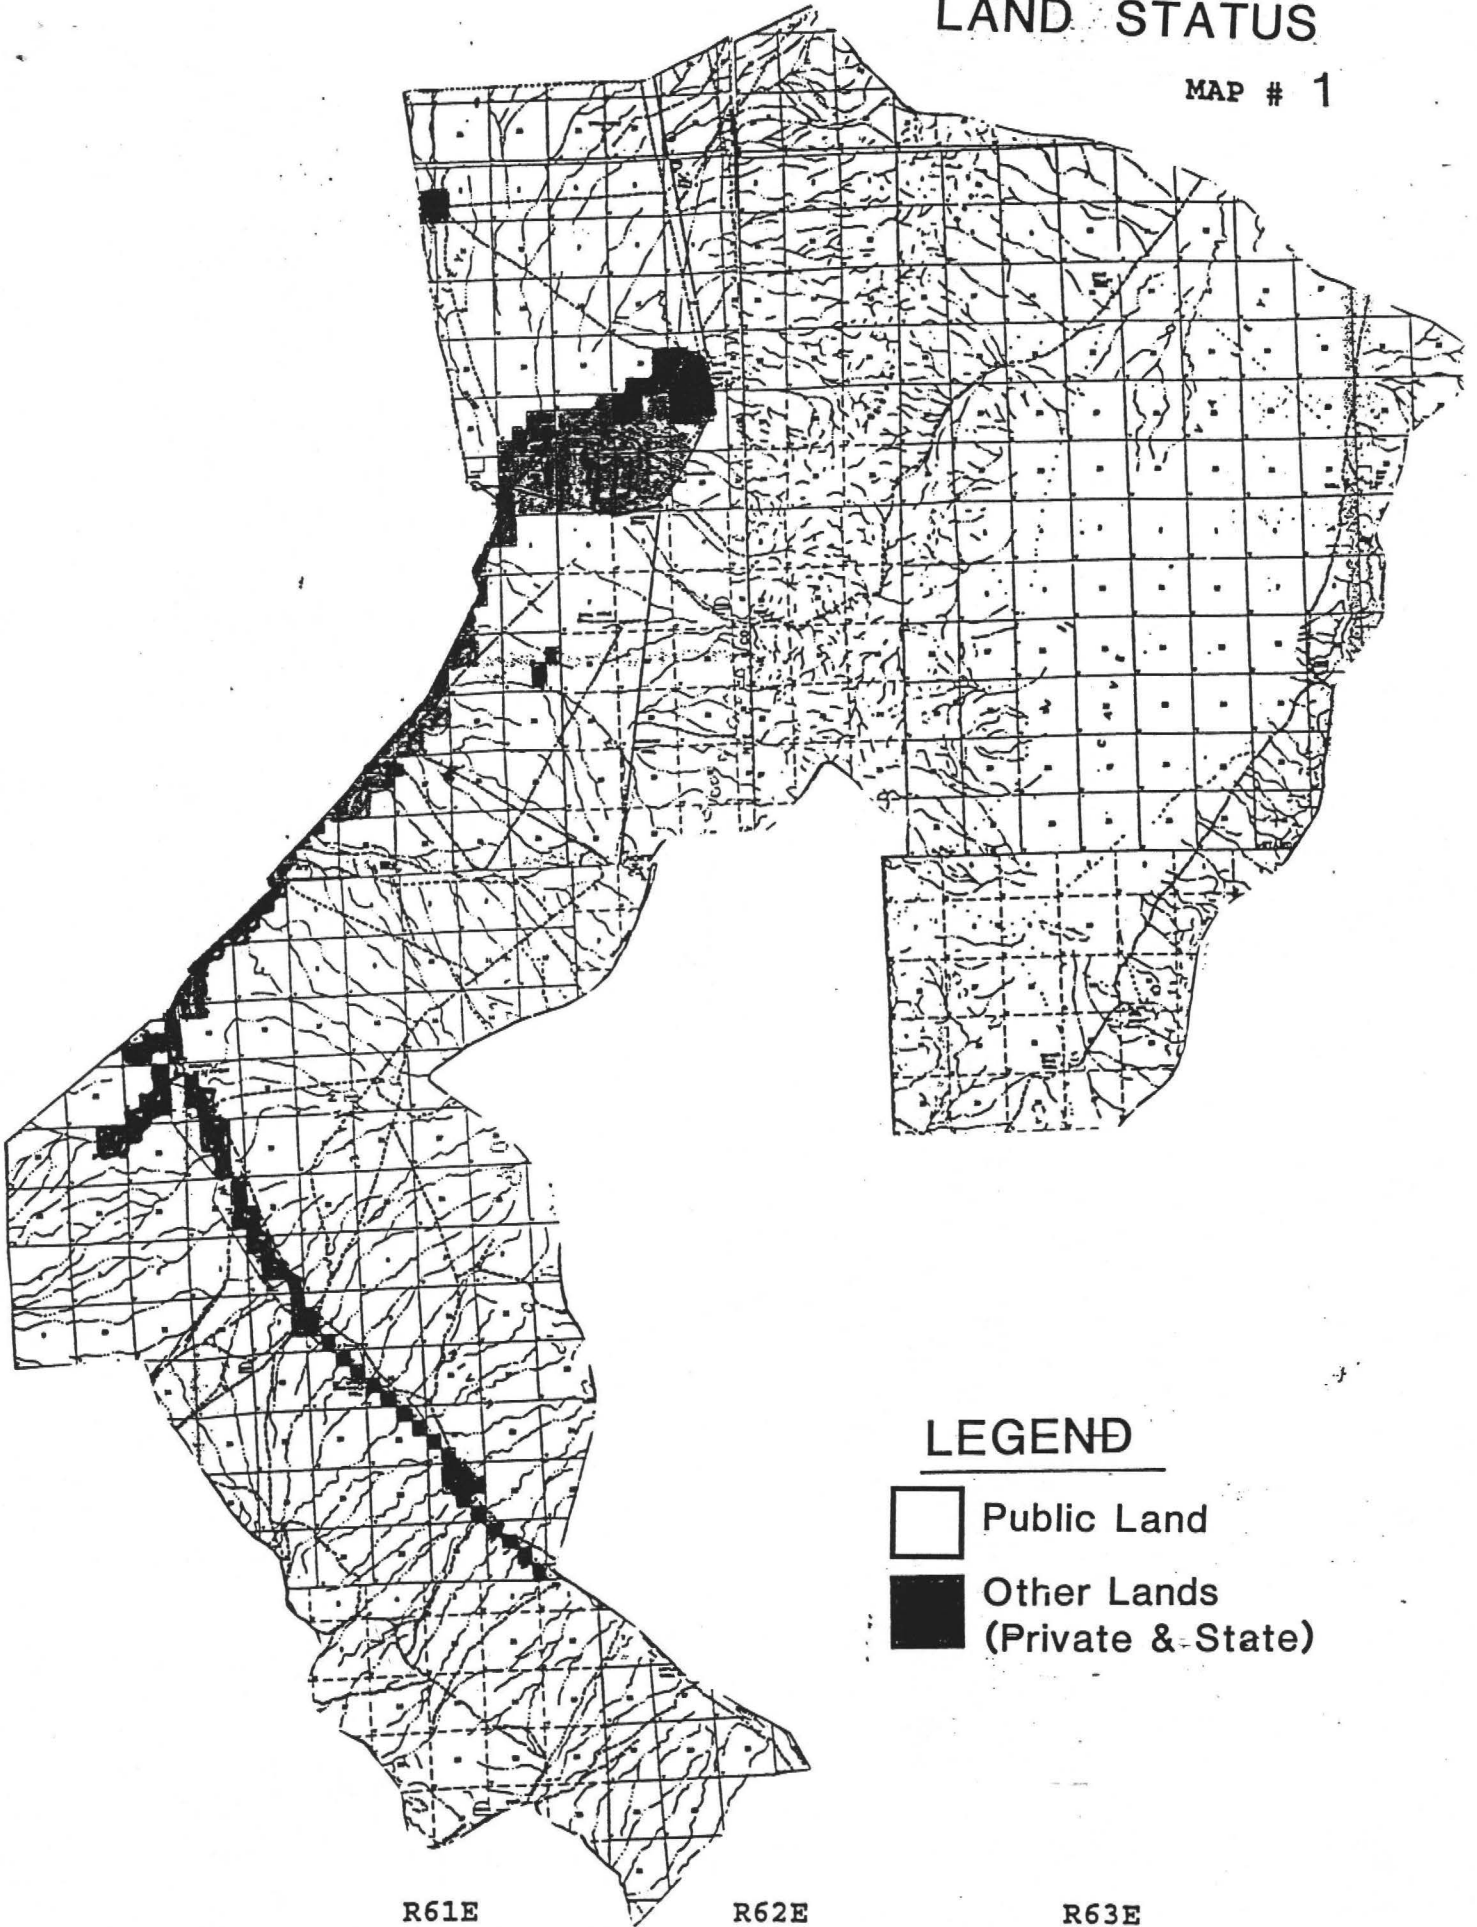 LAND STATUS
MAP # 1
LEGEND
Public Land
Other Lands
(Private & State)
R61E R62E R63E